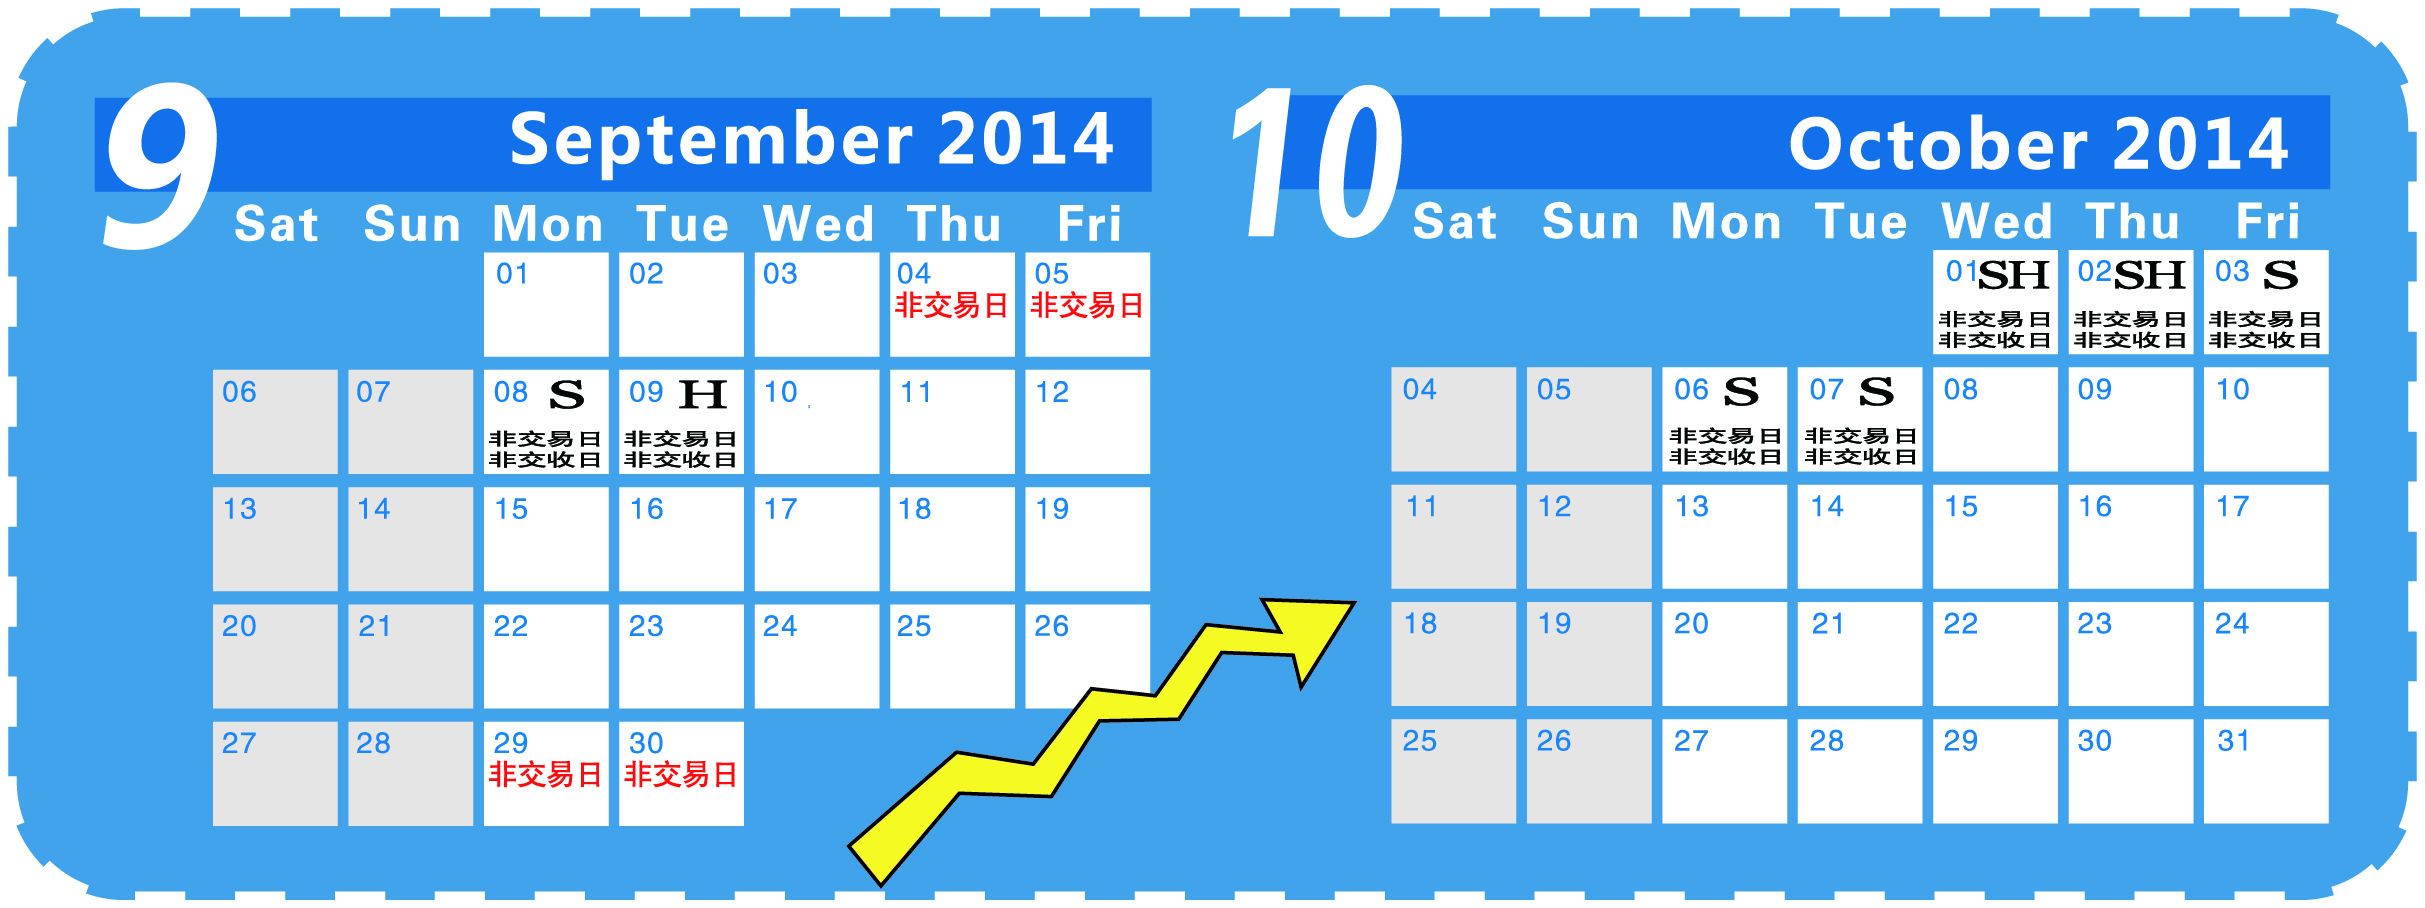 9
September 2014
Sat Sun Mon Tue Wed Thu Fri
01 02 03 04 05
非交易日 非交易日
06 07 08 S 09 H 10 11 12
非交易日 非交易日
非交收日 非交收日
13 14 15 16 17 18 19
20 21 22 23 24 25 26
27 28 29 30
非交易日 非交易日
10
October 2014
Sat Sun Mon Tue Wed Thu Fri
01 SH 02 SH 03 S
非交易日 非交易日 非交易日
非交收日 非交收日 非交收日
04 05 06 S 07 S 08 09 10
非交易日 非交易日
非交收日 非交收日
11 12 13 14 15 16 17
18 19 20 21 22 23 24
25 26 27 28 29 30 31